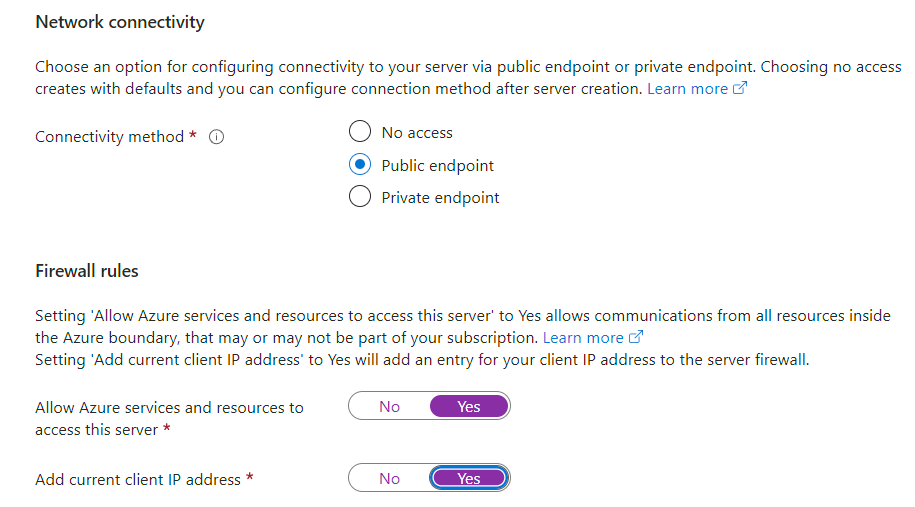 Network connectivity
Choose an option for configuring connectivity to your server via public endpoint or private endpoint. Choosing no access
creates with defaults and you can configure connection method after server creation. Learn more
Connectivity method *
No access
Public endpoint
Private endpoint
Firewall rules
Setting 'Allow Azure services and resources to access this server' to Yes allows communications from all resources inside
the Azure boundary, that may or may not be part of your subscription. Learn more
Setting 'Add current client IP address' to Yes will add an entry for your client IP address to the server firewall.
Allow Azure services and resources to
access this server *
No Yes
Add current client IP address *
No Yes